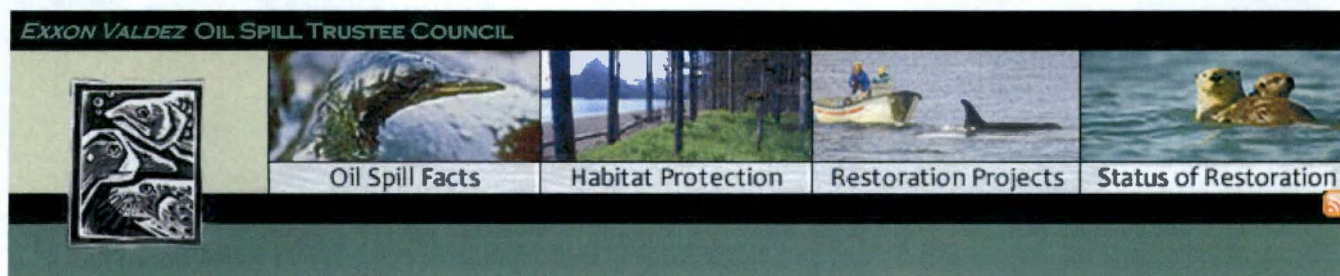 EXXON VALDEZ OIL SPILL TRUSTEE COUNCIL
Oil Spill Facts
Habitat Protection
Restoration Projects
Status of Restoration